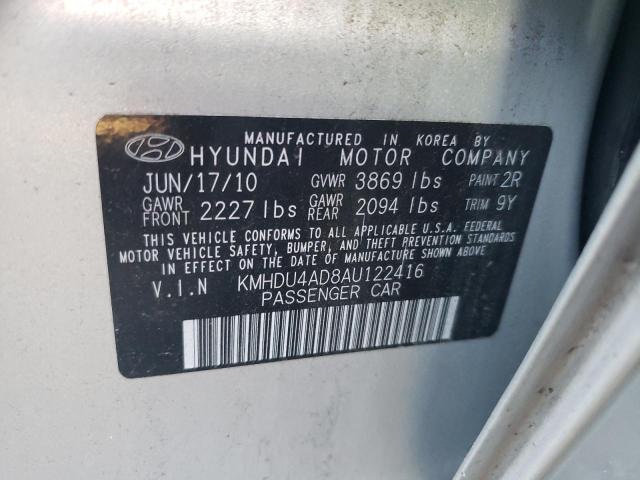 MANUFACTURED IN KOREA BY
HYUNDAI MOTOR COMPANY
JUN/17/10 GVWR 3869 lbs PAINT 2R
GAWR FRONT 2227 lbs GAWR REAR 2094 lbs TRIM 9Y
THIS VEHICLE CONFORMS TO ALL APPLICABLE U.S.A. FEDERAL
MOTOR VEHICLE SAFETY, BUMPER, AND THEFT PREVENTION STANDARDS
IN EFFECT ON THE DATE OF MANUFACTURE SHOWN ABOVE.
V.I.N KMHDU4AD8AU122416
PASSENGER CAR